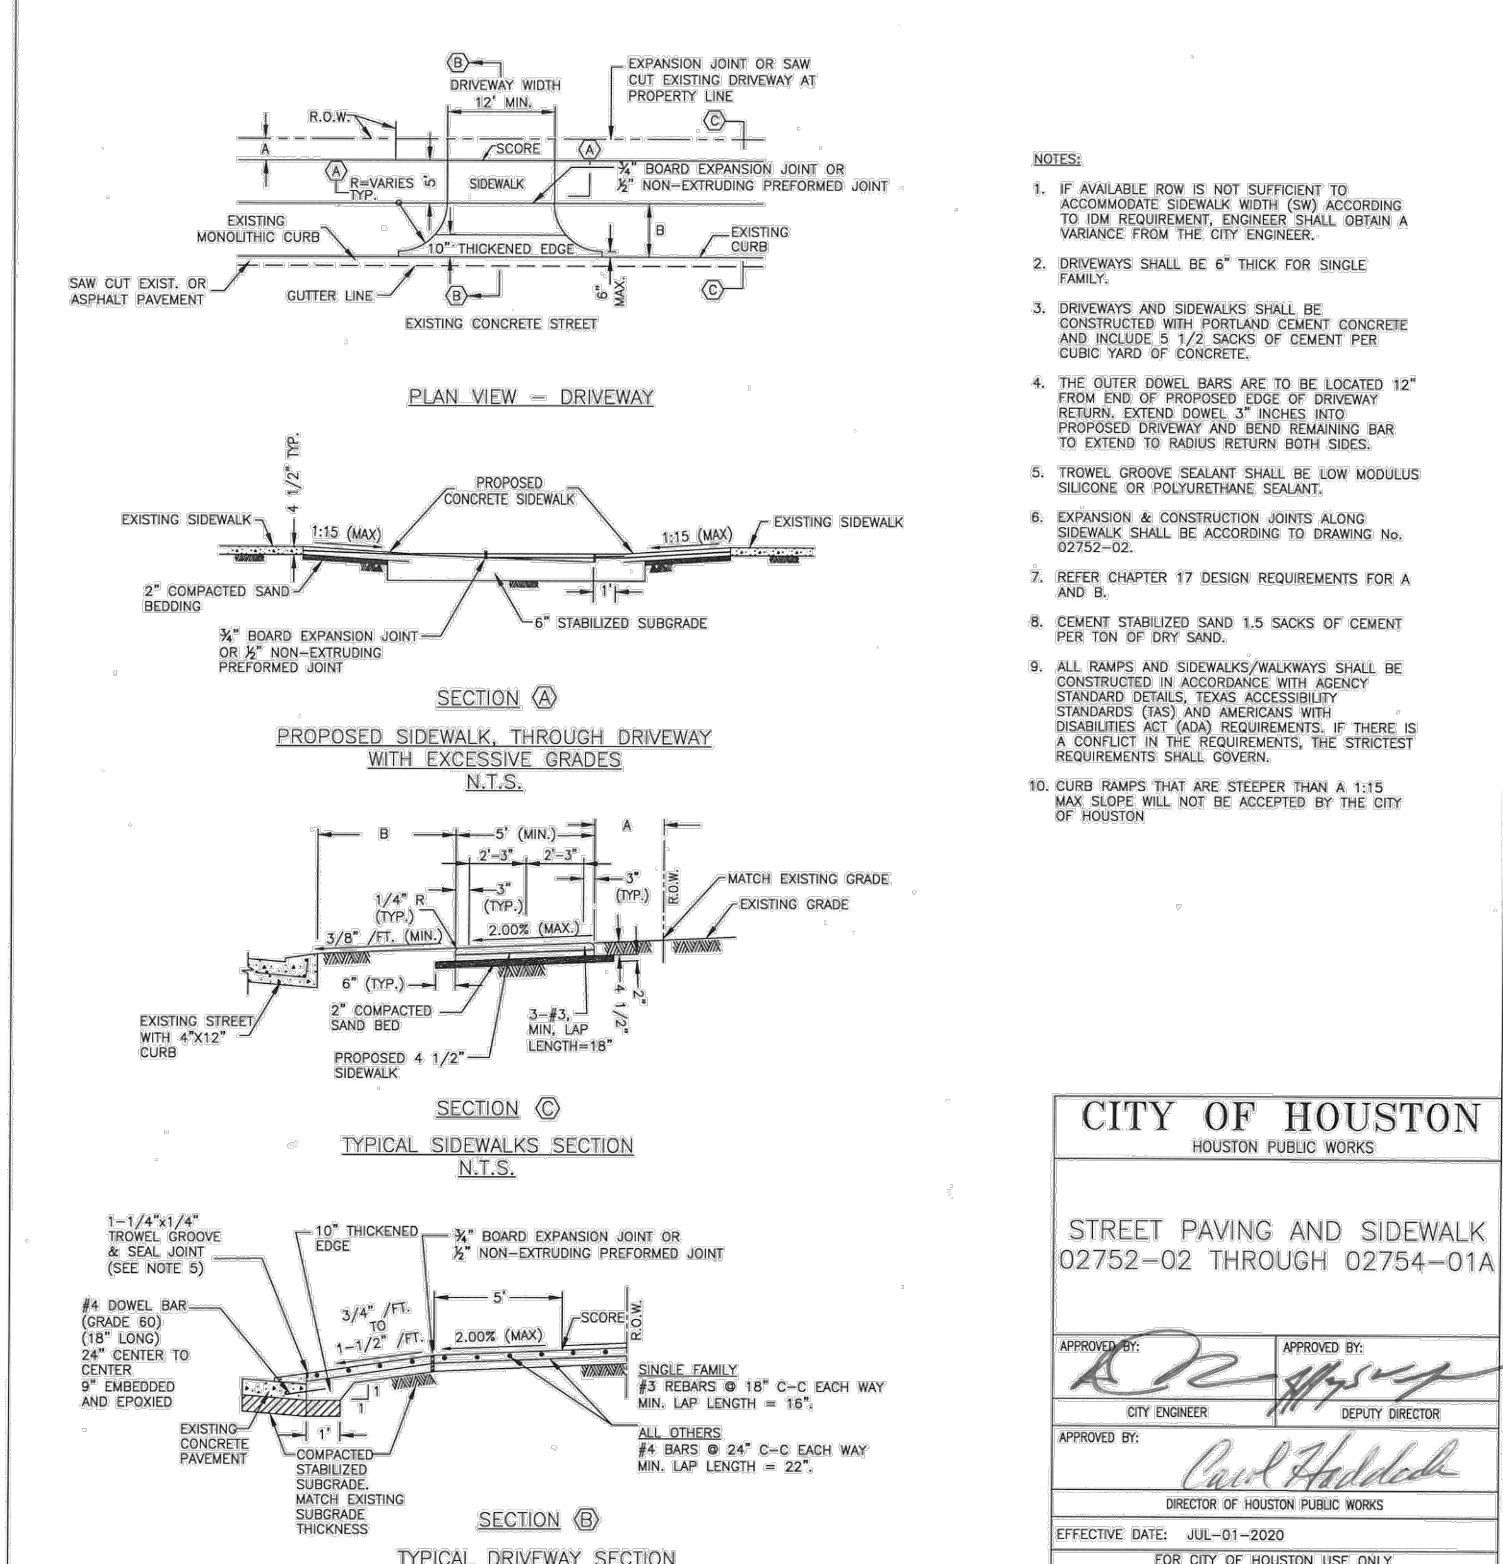 B
DRIVEWAY WIDTH
12' MIN.
EXPANSION JOINT OR SAW
CUT EXISTING DRIVEWAY AT
PROPERTY LINE
R.O.W.
C
A
SCORE
A
A
R=VARIES
TYP.
5'
SIDEWALK
¾" BOARD EXPANSION JOINT OR
½" NON-EXTRUDING PREFORMED JOINT
EXISTING
MONOLITHIC CURB
B
EXISTING
CURB
10" THICKENED EDGE
SAW CUT EXIST. OR
ASPHALT PAVEMENT
GUTTER LINE
B
6"
MAX.
C
EXISTING CONCRETE STREET
PLAN VIEW - DRIVEWAY
4 1/2" TYP.
PROPOSED
CONCRETE SIDEWALK
EXISTING SIDEWALK
1:15 (MAX)
1:15 (MAX)
EXISTING SIDEWALK
2" COMPACTED SAND
BEDDING
1'
6" STABILIZED SUBGRADE
¾" BOARD EXPANSION JOINT
OR ½" NON-EXTRUDING
PREFORMED JOINT
SECTION A
PROPOSED SIDEWALK, THROUGH DRIVEWAY
WITH EXCESSIVE GRADES
N.T.S.
B
5' (MIN.)
A
2'-3"
2'-3"
3"
(TYP.)
3"
(TYP.)
R.O.W.
MATCH EXISTING GRADE
EXISTING GRADE
1/4" R
(TYP.)
3/8" /FT. (MIN.)
2.00% (MAX.)
6" (TYP.)
2" COMPACTED
SAND BED
3-#3,
MIN, LAP
LENGTH=18"
4 1/2"
2"
EXISTING STREET
WITH 4"X12"
CURB
PROPOSED 4 1/2"
SIDEWALK
SECTION C
TYPICAL SIDEWALKS SECTION
N.T.S.
1-1/4"x1/4"
TROWEL GROOVE
& SEAL JOINT
(SEE NOTE 5)
10" THICKENED
EDGE
¾" BOARD EXPANSION JOINT OR
½" NON-EXTRUDING PREFORMED JOINT
#4 DOWEL BAR
(GRADE 60)
(18" LONG)
24" CENTER TO
CENTER
9" EMBEDDED
AND EPOXIED
3/4" /FT.
TO
1-1/2" /FT.
5'
2.00% (MAX)
SCORE
R.O.W.
1
1
SINGLE FAMILY
#3 REBARS @ 18" C-C EACH WAY
MIN. LAP LENGTH = 16".
ALL OTHERS
#4 BARS @ 24" C-C EACH WAY
MIN. LAP LENGTH = 22".
EXISTING
CONCRETE
PAVEMENT
1'
COMPACTED
STABILIZED
SUBGRADE.
MATCH EXISTING
SUBGRADE
THICKNESS
SECTION B
TYPICAL DRIVEWAY SECTION
NOTES:
1. IF AVAILABLE ROW IS NOT SUFFICIENT TO
ACCOMMODATE SIDEWALK WIDTH (SW) ACCORDING
TO IDM REQUIREMENT, ENGINEER SHALL OBTAIN A
VARIANCE FROM THE CITY ENGINEER.
2. DRIVEWAYS SHALL BE 6" THICK FOR SINGLE
FAMILY.
3. DRIVEWAYS AND SIDEWALKS SHALL BE
CONSTRUCTED WITH PORTLAND CEMENT CONCRETE
AND INCLUDE 5 1/2 SACKS OF CEMENT PER
CUBIC YARD OF CONCRETE.
4. THE OUTER DOWEL BARS ARE TO BE LOCATED 12"
FROM END OF PROPOSED EDGE OF DRIVEWAY
RETURN. EXTEND DOWEL 3" INCHES INTO
PROPOSED DRIVEWAY AND BEND REMAINING BAR
TO EXTEND TO RADIUS RETURN BOTH SIDES.
5. TROWEL GROOVE SEALANT SHALL BE LOW MODULUS
SILICONE OR POLYURETHANE SEALANT.
6. EXPANSION & CONSTRUCTION JOINTS ALONG
SIDEWALK SHALL BE ACCORDING TO DRAWING No.
02752-02.
7. REFER CHAPTER 17 DESIGN REQUIREMENTS FOR A
AND B.
8. CEMENT STABILIZED SAND 1.5 SACKS OF CEMENT
PER TON OF DRY SAND.
9. ALL RAMPS AND SIDEWALKS/WALKWAYS SHALL BE
CONSTRUCTED IN ACCORDANCE WITH AGENCY
STANDARD DETAILS, TEXAS ACCESSIBILITY
STANDARDS (TAS) AND AMERICANS WITH
DISABILITIES ACT (ADA) REQUIREMENTS. IF THERE IS
A CONFLICT IN THE REQUIREMENTS, THE STRICTEST
REQUIREMENTS SHALL GOVERN.
10. CURB RAMPS THAT ARE STEEPER THAN A 1:15
MAX SLOPE WILL NOT BE ACCEPTED BY THE CITY
OF HOUSTON
CITY OF HOUSTON
HOUSTON PUBLIC WORKS
STREET PAVING AND SIDEWALK
02752-02 THROUGH 02754-01A
APPROVED BY:
APPROVED BY:
CITY ENGINEER
DEPUTY DIRECTOR
APPROVED BY:
Carol Haddock
DIRECTOR OF HOUSTON PUBLIC WORKS
EFFECTIVE DATE: JUL-01-2020
FOR CITY OF HOUSTON USE ONLY